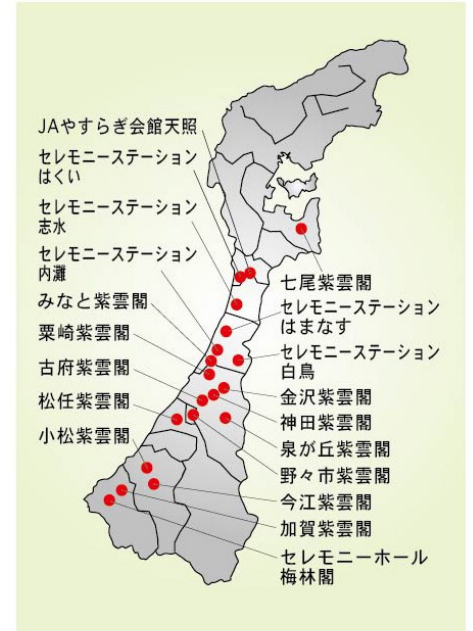 JAやすらぎ会館天照
セレモニーステーション
はくい
セレモニーステーション
志水
セレモニーステーション
内灘
みなと紫雲閣
粟崎紫雲閣
古府紫雲閣
松任紫雲閣
小松紫雲閣
七尾紫雲閣
セレモニーステーション
はまなす
セレモニーステーション
白鳥
金沢紫雲閣
神田紫雲閣
泉が丘紫雲閣
野々市紫雲閣
今江紫雲閣
加賀紫雲閣
セレモニーホール
梅林閣